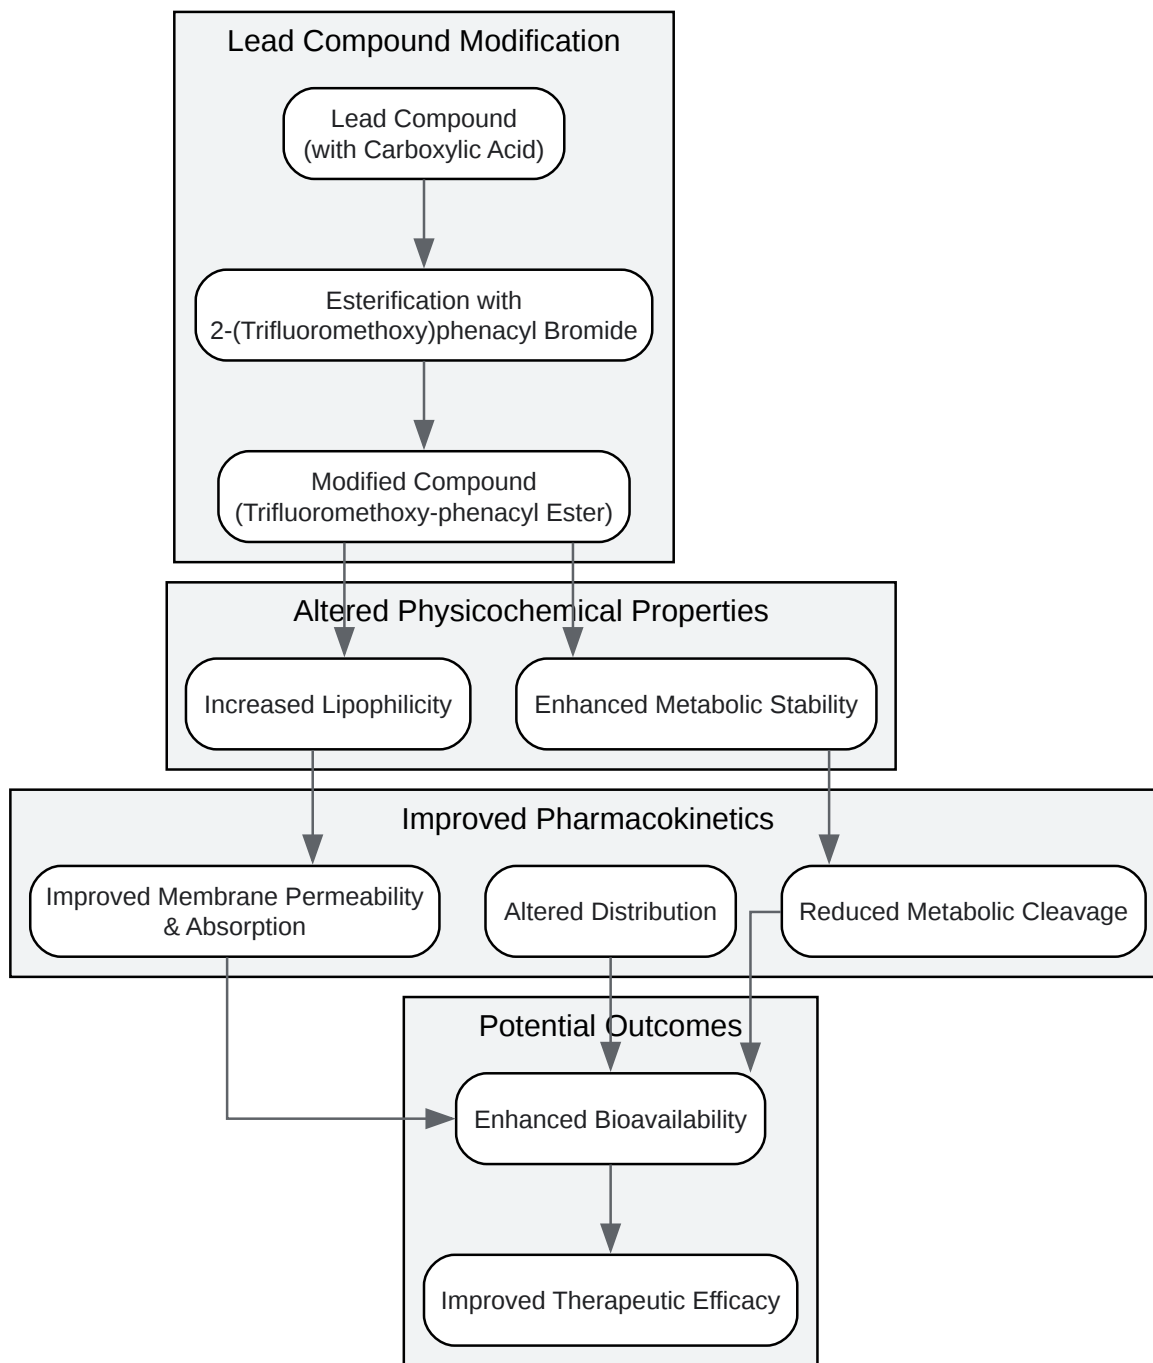 Lead Compound Modification
Lead Compound
(with Carboxylic Acid)
Esterification with
2-(Trifluoromethoxy)phenacyl Bromide
Modified Compound
(Trifluoromethoxy-phenacyl Ester)
Altered Physicochemical Properties
Increased Lipophilicity
Enhanced Metabolic Stability
Improved Pharmacokinetics
Improved Membrane Permeability
& Absorption
Altered Distribution
Reduced Metabolic Cleavage
Potential Outcomes
Enhanced Bioavailability
Improved Therapeutic Efficacy